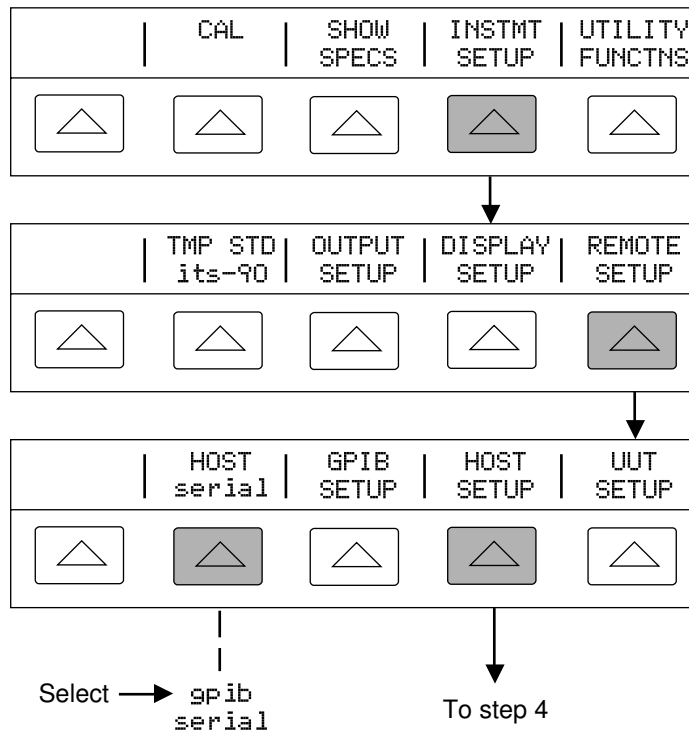 CAL | SHOW SPECS | INSTMT SETUP | UTILITY FUNCTNS
TMP STD its-90 | OUTPUT SETUP | DISPLAY SETUP | REMOTE SETUP
HOST serial | GPIB SETUP | HOST SETUP | UUT SETUP
Select gpib
serial
To step 4